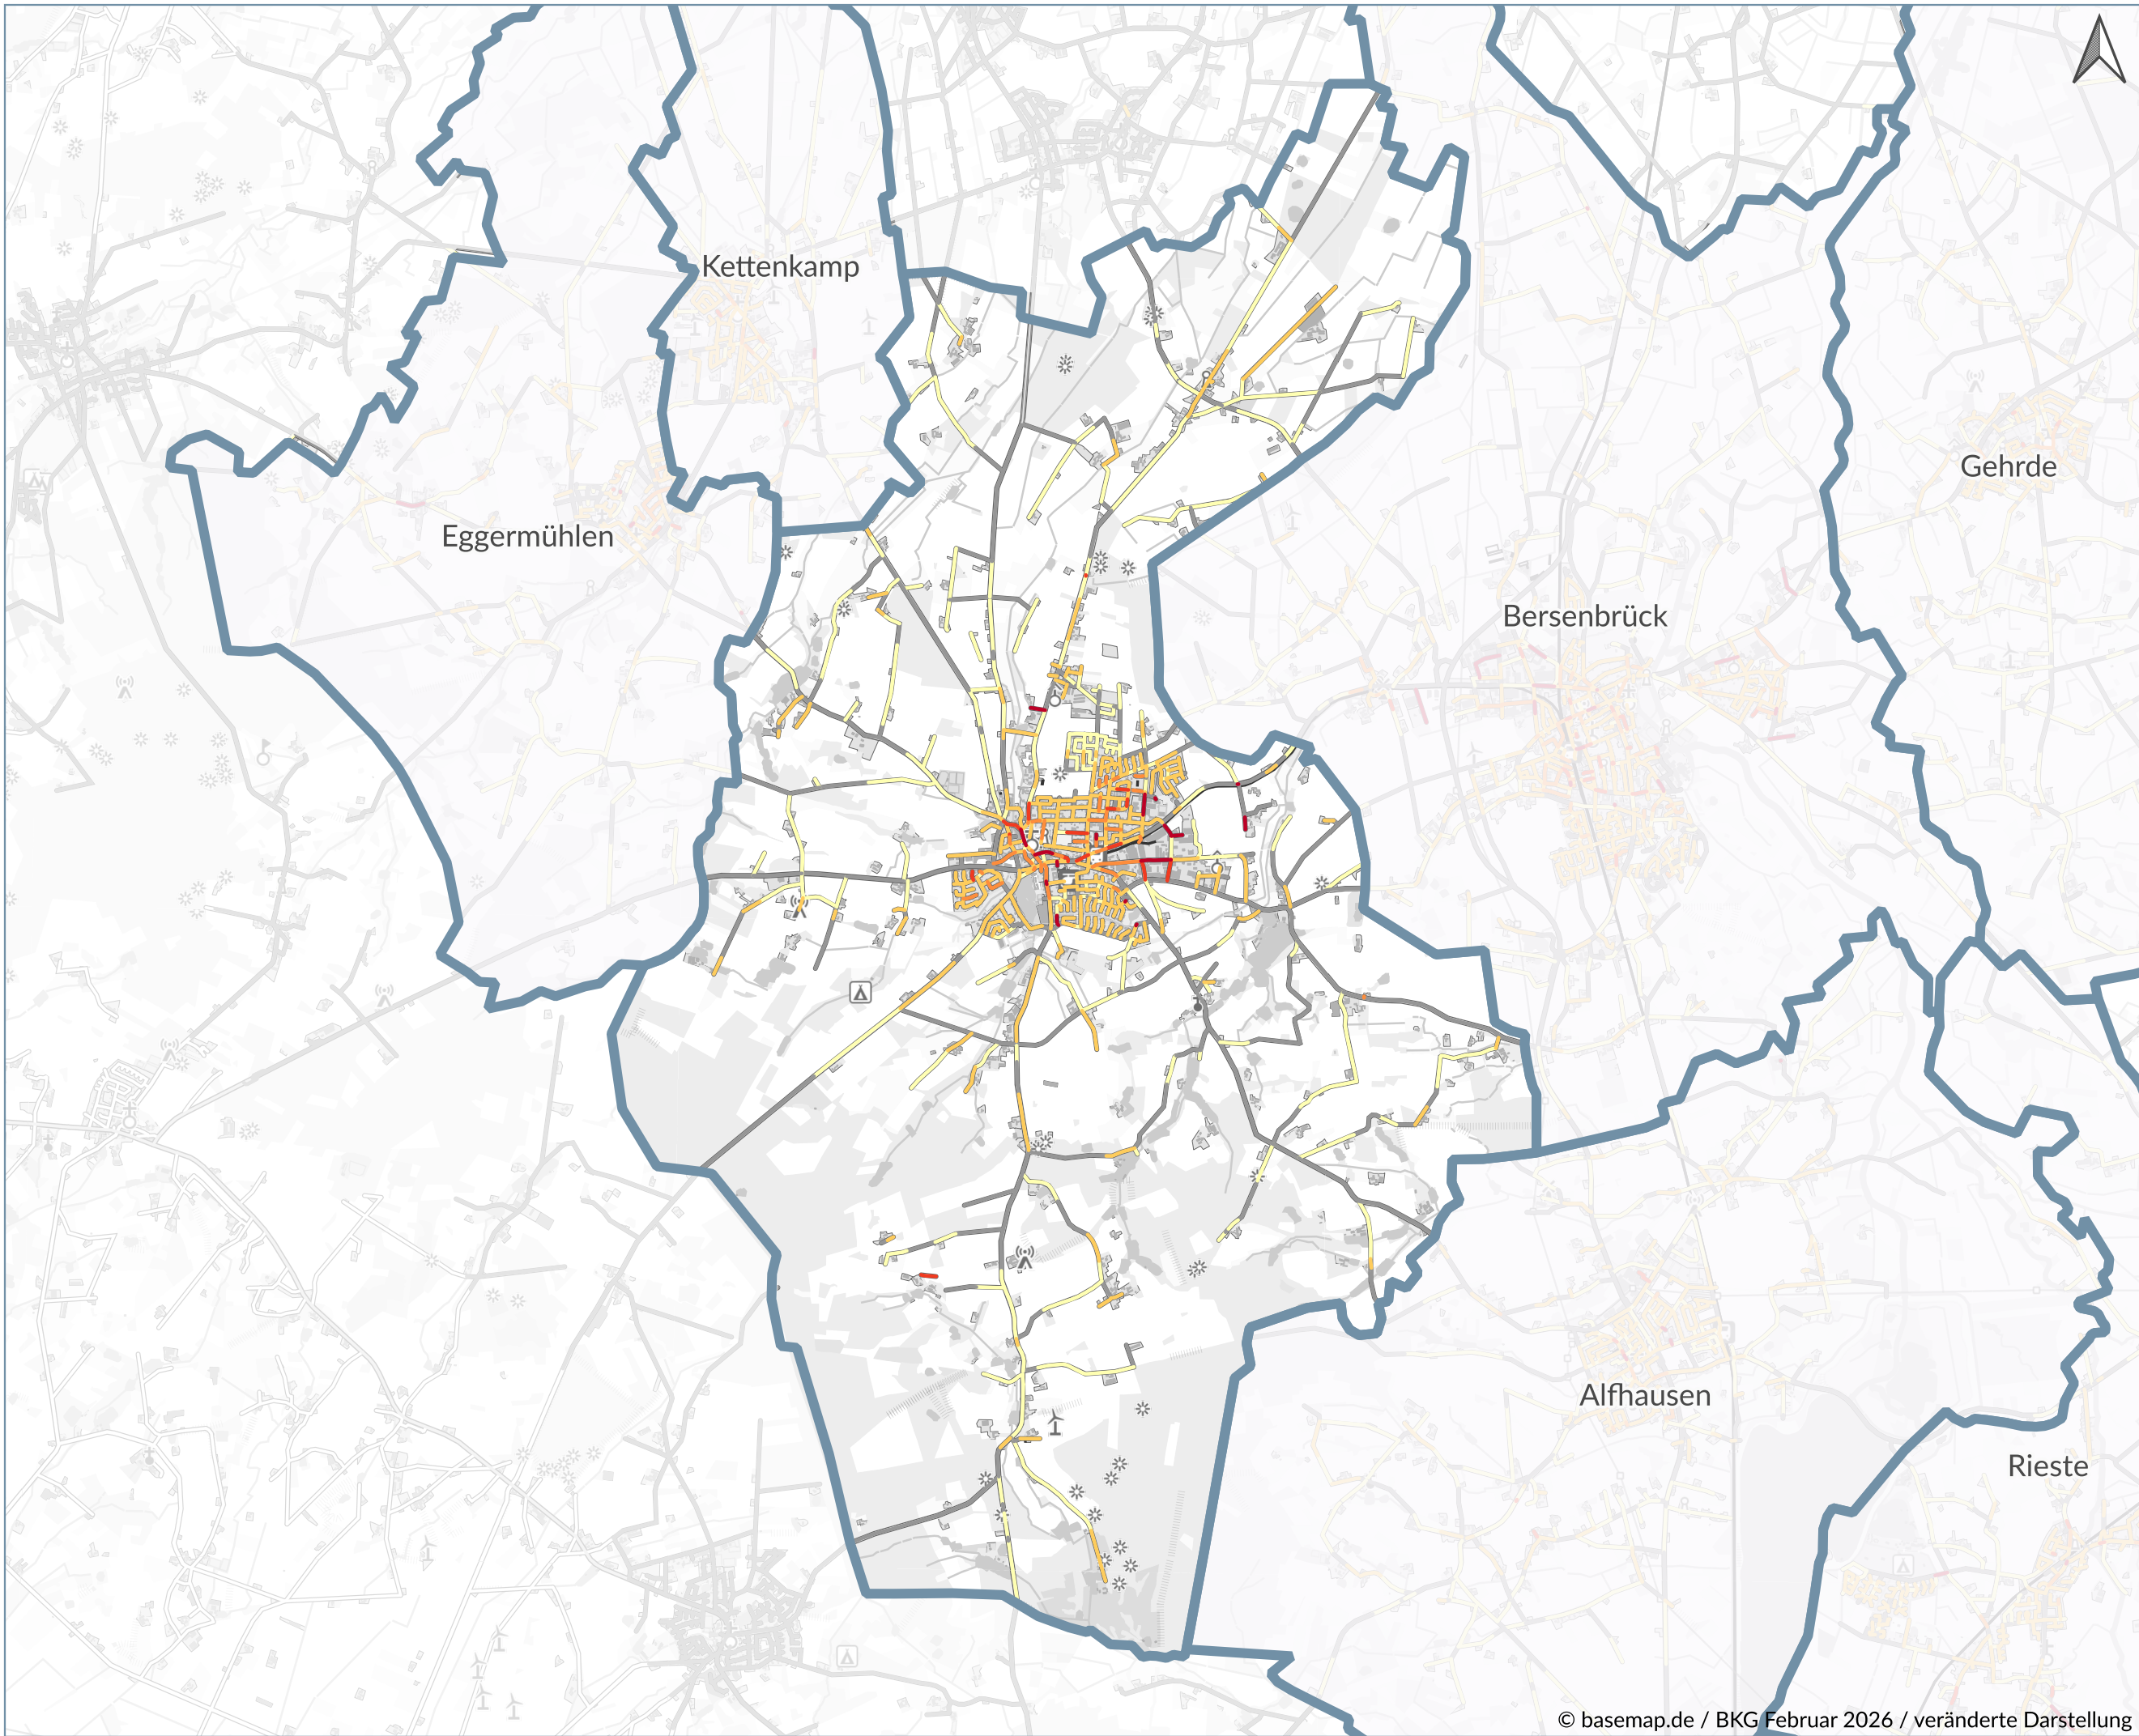 Kettenkamp
Gehrde
Eggermühlen
Bersenbrück
Alfhausen
Rieste
© basemap.de / BKG Februar 2026 / veränderte Darstellung